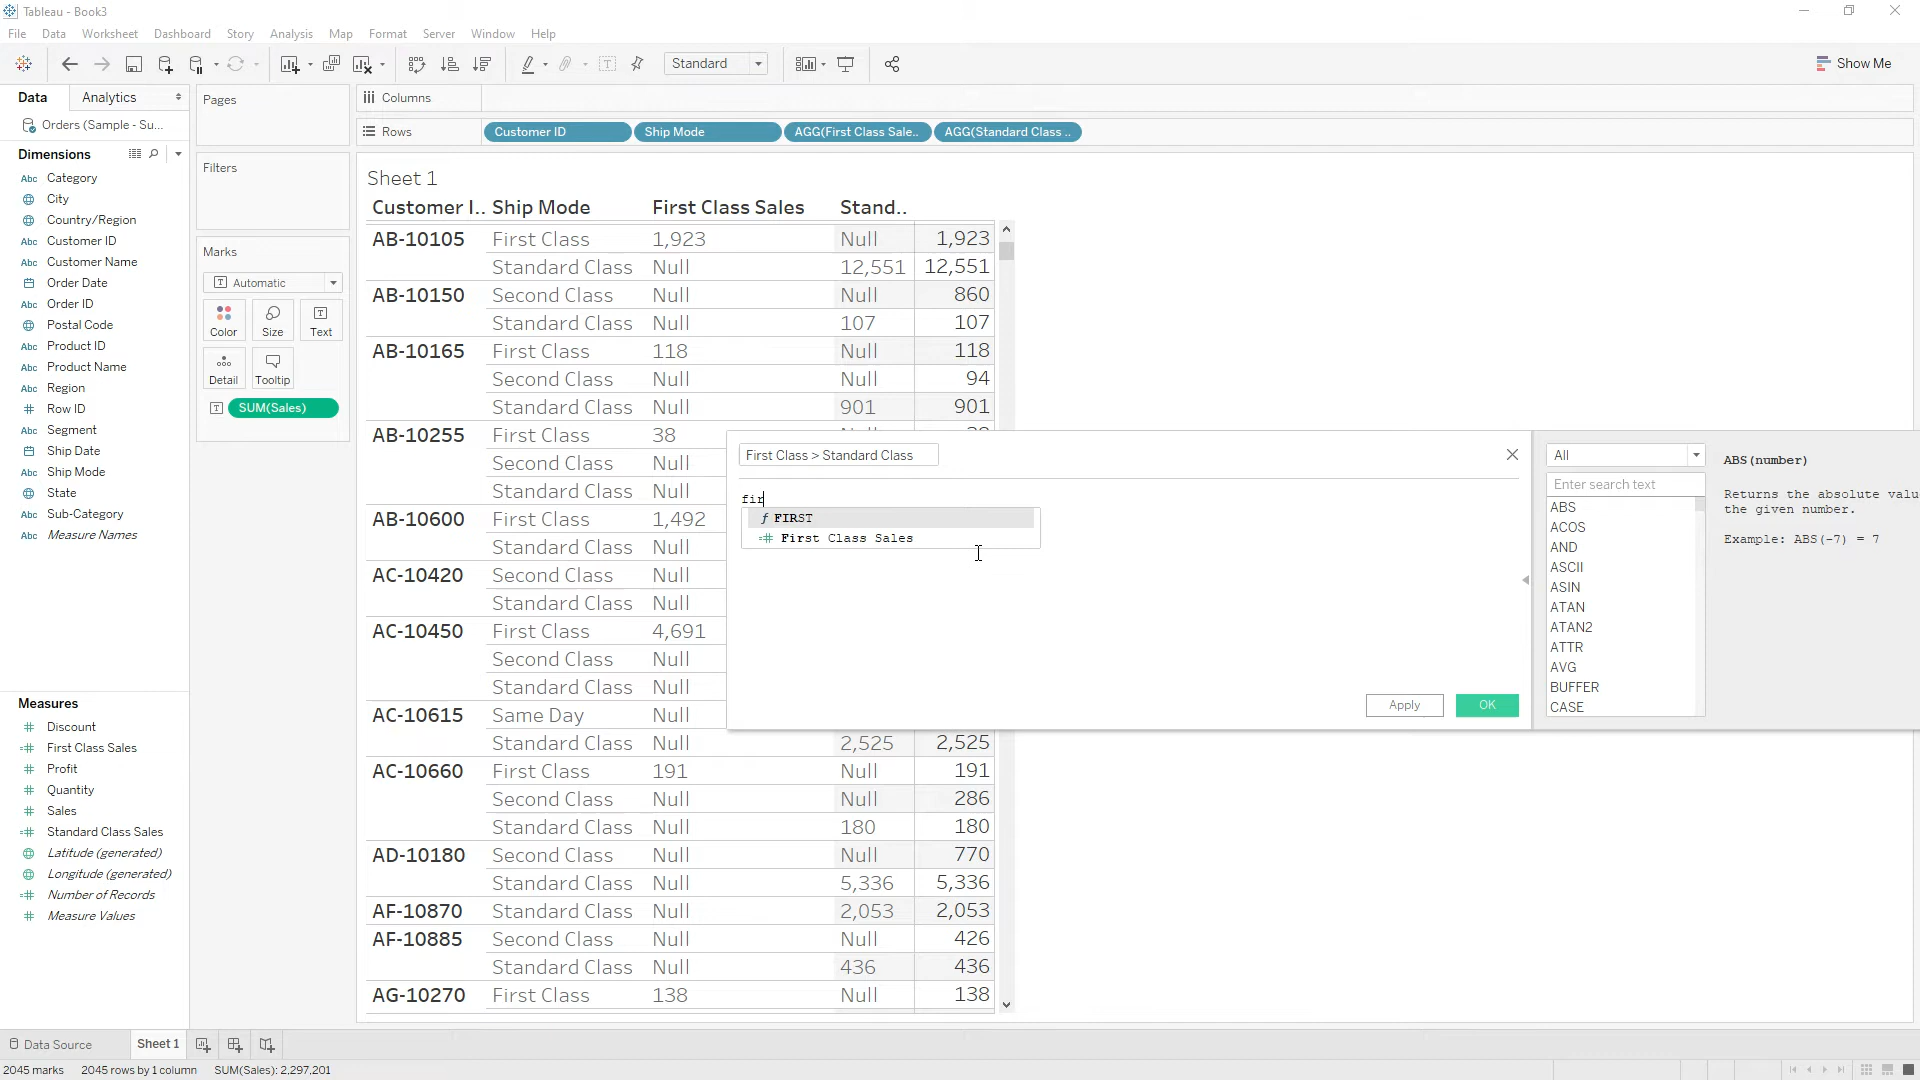 Tableau - Book3
File Data Worksheet Dashboard Story Analysis Map Format Server Window Help
Standard
Show Me
Data Analytics
Orders (Sample - Su...
Dimensions
Abc Category
City
Country/Region
Abc Customer ID
Abc Customer Name
Order Date
Abc Order ID
Postal Code
Abc Product ID
Abc Product Name
Abc Region
# Row ID
Abc Segment
Ship Date
Abc Ship Mode
State
Abc Sub-Category
Abc Measure Names
Measures
# Discount
=# First Class Sales
# Profit
# Quantity
# Sales
=# Standard Class Sales
Latitude (generated)
Longitude (generated)
=# Number of Records
# Measure Values
Pages
Filters
Marks
Automatic
Color Size Text
Detail Tooltip
SUM(Sales)
Columns
Rows Customer ID Ship Mode AGG(First Class Sale.. AGG(Standard Class ..
Sheet 1
Customer I.. Ship Mode First Class Sales Stand..
AB-10105 First Class 1,923 Null 1,923
Standard Class Null 12,551 12,551
AB-10150 Second Class Null Null 860
Standard Class Null 107 107
AB-10165 First Class 118 Null 118
Second Class Null Null 94
Standard Class Null 901 901
AB-10255 First Class 38
Second Class Null
Standard Class Null
AB-10600 First Class 1,492
Standard Class Null
AC-10420 Second Class Null
Standard Class Null
AC-10450 First Class 4,691
Second Class Null
Standard Class Null
AC-10615 Same Day Null
Standard Class Null 2,525 2,525
AC-10660 First Class 191 Null 191
Second Class Null Null 286
Standard Class Null 180 180
AD-10180 Second Class Null Null 770
Standard Class Null 5,336 5,336
AF-10870 Standard Class Null 2,053 2,053
AF-10885 Second Class Null Null 426
Standard Class Null 436 436
AG-10270 First Class 138 Null 138
First Class > Standard Class
fir
FIRST
=# First Class Sales
Apply OK
All
Enter search text
ABS
ACOS
AND
ASCII
ASIN
ATAN
ATAN2
ATTR
AVG
BUFFER
CASE
ABS(number)
Returns the absolute valu
the given number.
Example: ABS(-7) = 7
Data Source Sheet 1
2045 marks 2045 rows by 1 column SUM(Sales): 2,297,201